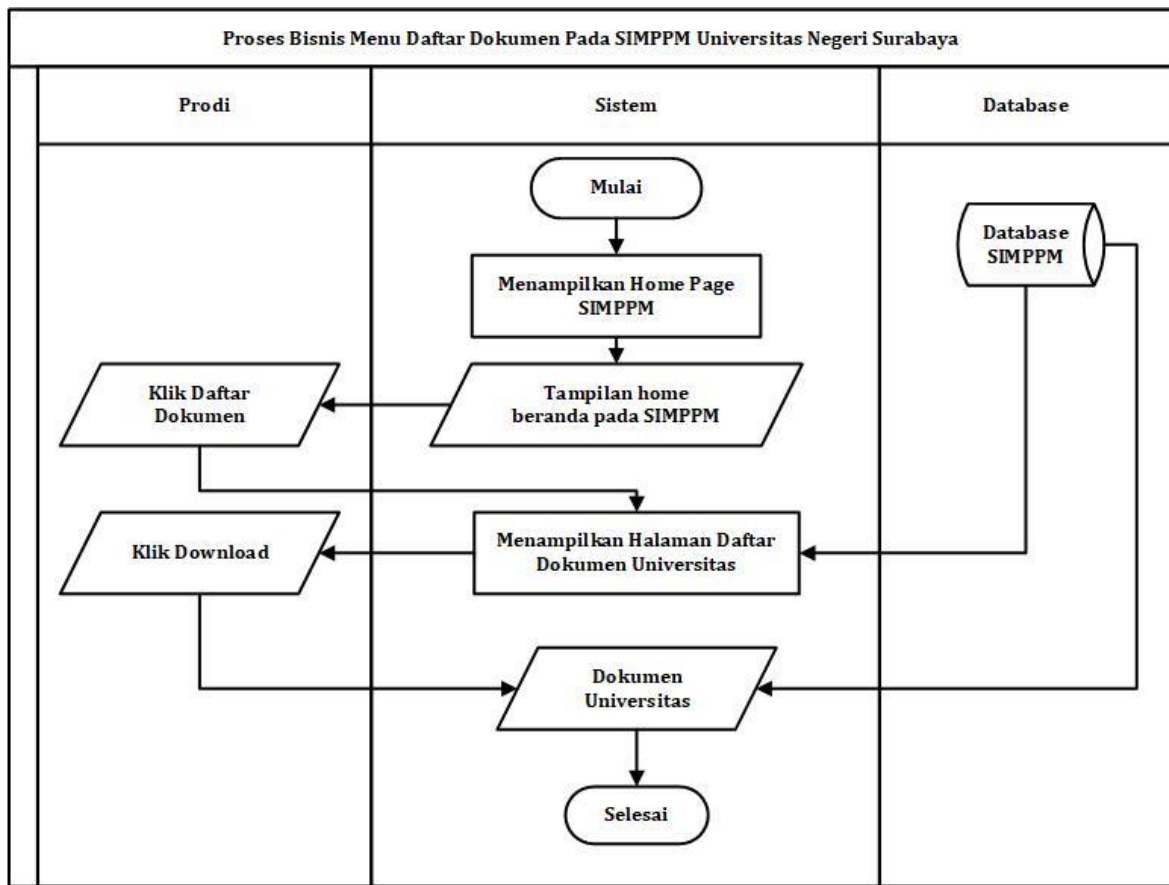 Proses Bisnis Menu Daftar Dokumen Pada SIMPPM Universitas Negeri Surabaya
Prodi
Sistem
Database
Mulai
Database
SIMPPM
Menampilkan Home Page
SIMPPM
Klik Daftar
Dokumen
Tampilan home
beranda pada SIMPPM
Klik Download
Menampilkan Halaman Daftar
Dokumen Universitas
Dokumen
Universitas
Selesai